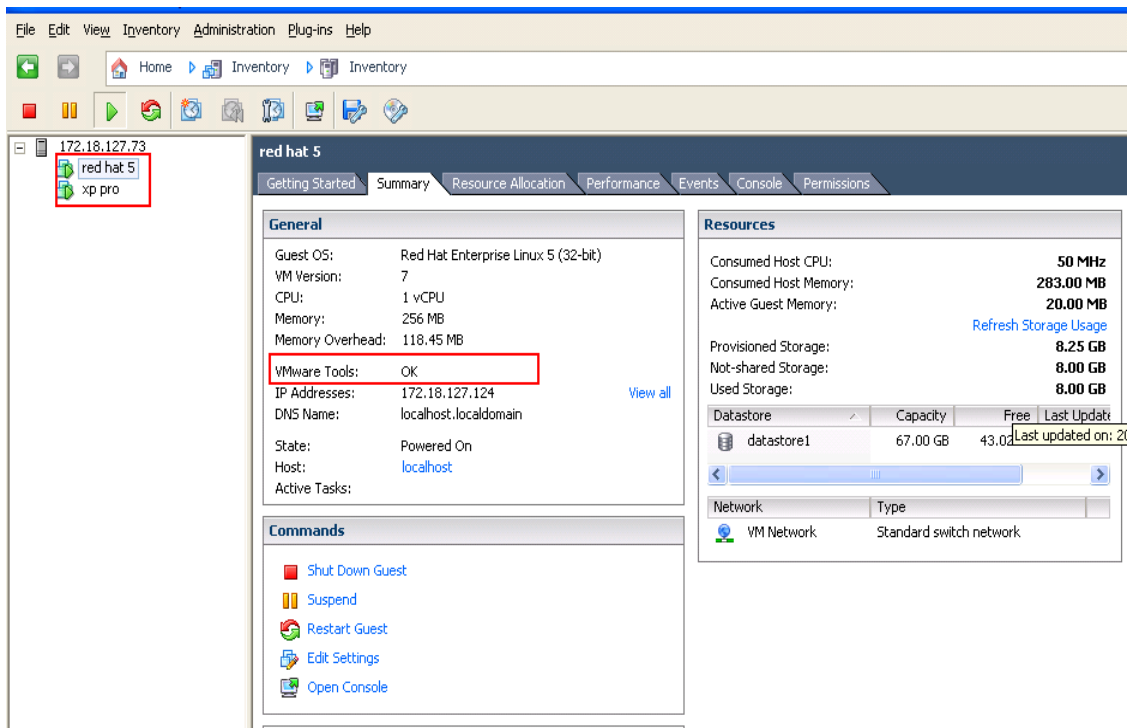 File Edit View Inventory Administration Plug-ins Help
Home Inventory Inventory
172.18.127.73
red hat 5
xp pro
red hat 5
Getting Started Summary Resource Allocation Performance Events Console Permissions
General
Guest OS: Red Hat Enterprise Linux 5 (32-bit)
VM Version: 7
CPU: 1 vCPU
Memory: 256 MB
Memory Overhead: 118.45 MB
VMware Tools: OK
IP Addresses: 172.18.127.124 View all
DNS Name: localhost.localdomain
State: Powered On
Host: localhost
Active Tasks:
Commands
Shut Down Guest
Suspend
Restart Guest
Edit Settings
Open Console
Resources
Consumed Host CPU: 50 MHz
Consumed Host Memory: 283.00 MB
Active Guest Memory: 20.00 MB
Refresh Storage Usage
Provisioned Storage: 8.25 GB
Not-shared Storage: 8.00 GB
Used Storage: 8.00 GB
Datastore Capacity Free Last Update
datastore1 67.00 GB 43.02
Last updated on: 20
Network Type
VM Network Standard switch network